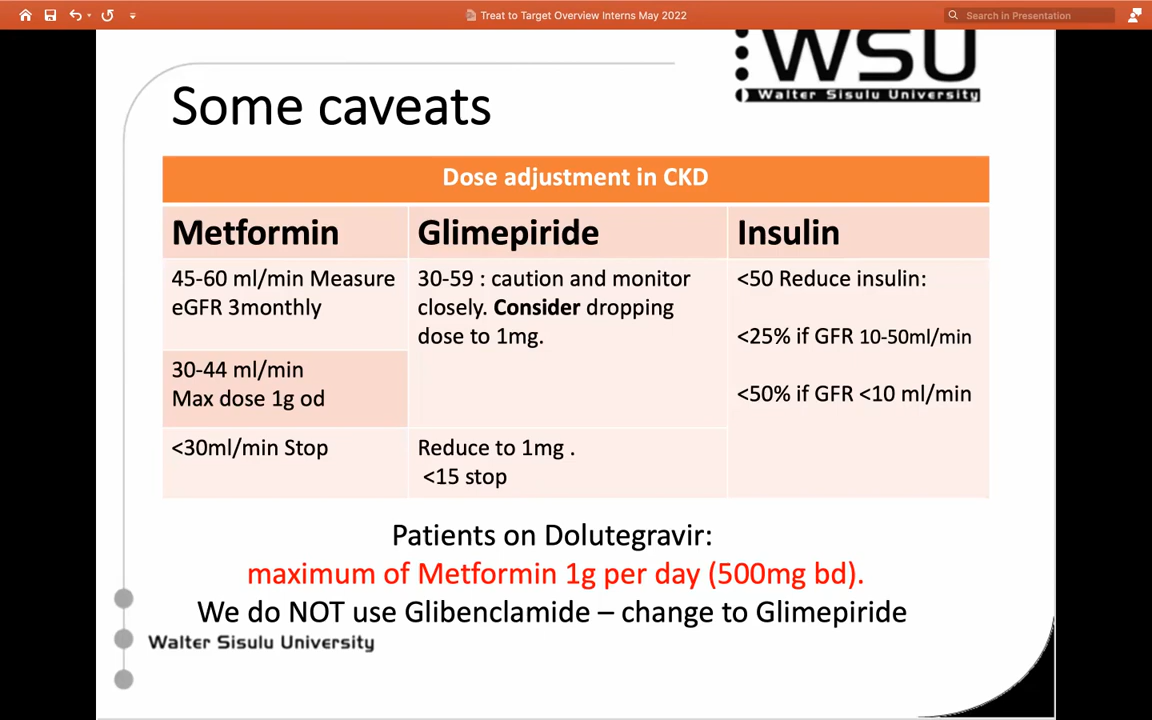 Treat to Target Overview Interns May 2022
Search in Presentation
WSU
Walter Sisulu University
Some caveats
Dose adjustment in CKD
Metformin
Glimepiride
Insulin
45-60 ml/min Measure
eGFR 3monthly
30-59 : caution and monitor
closely. Consider dropping
dose to 1mg.
<50 Reduce insulin:
<25% if GFR 10-50ml/min
<50% if GFR <10 ml/min
30-44 ml/min
Max dose 1g od
<30ml/min Stop
Reduce to 1mg .
<15 stop
Patients on Dolutegravir:
maximum of Metformin 1g per day (500mg bd).
We do NOT use Glibenclamide – change to Glimepiride
Walter Sisulu University